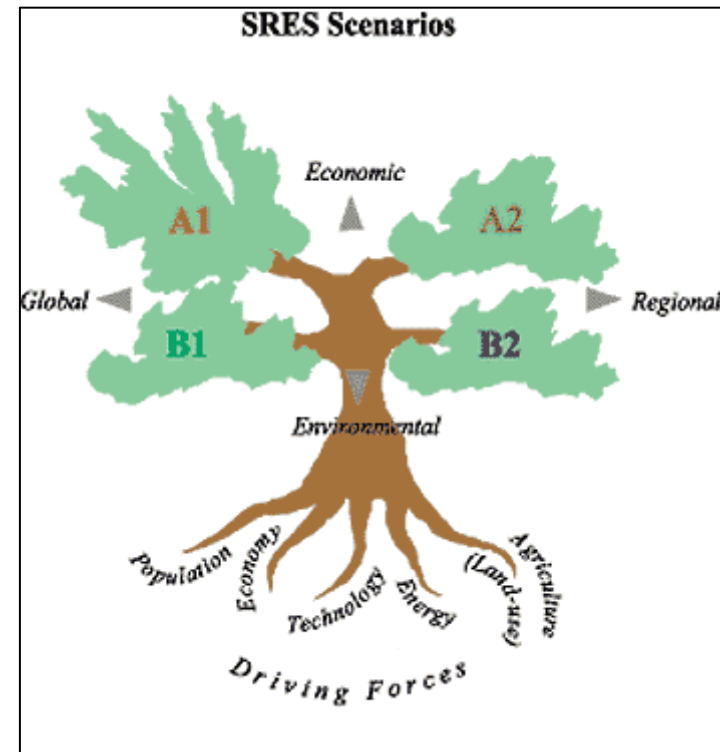 SRES Scenarios
Economic
A1
A2
Global
Regional
B1
B2
Environmental
Population
Economy
Technology
Energy
Agriculture
(Land-use)
Driving Forces